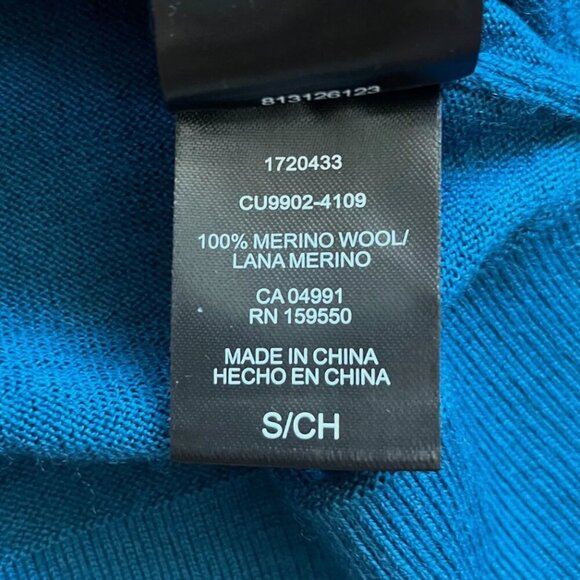 813126123
1720433
CU9902-4109
100% MERINO WOOL/
LANA MERINO
CA 04991
RN 159550
MADE IN CHINA
HECHO EN CHINA
S/CH